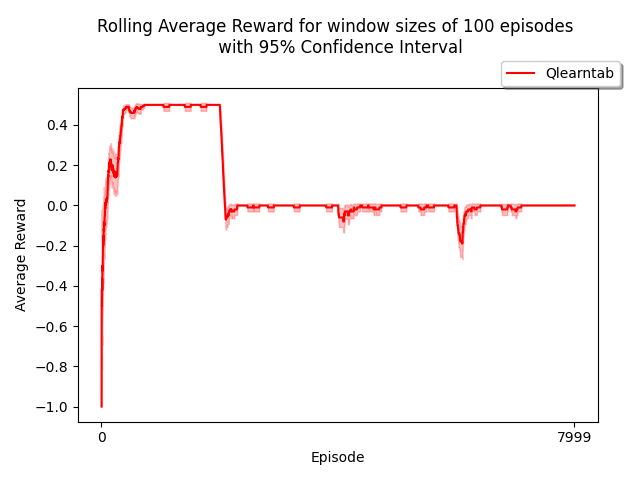 Rolling Average Reward for window sizes of 100 episodes
with 95% Confidence Interval
Qlearntab
0.4
0.2
0.0
−0.2
−0.4
−0.6
−0.8
−1.0
Average Reward
0
7999
Episode